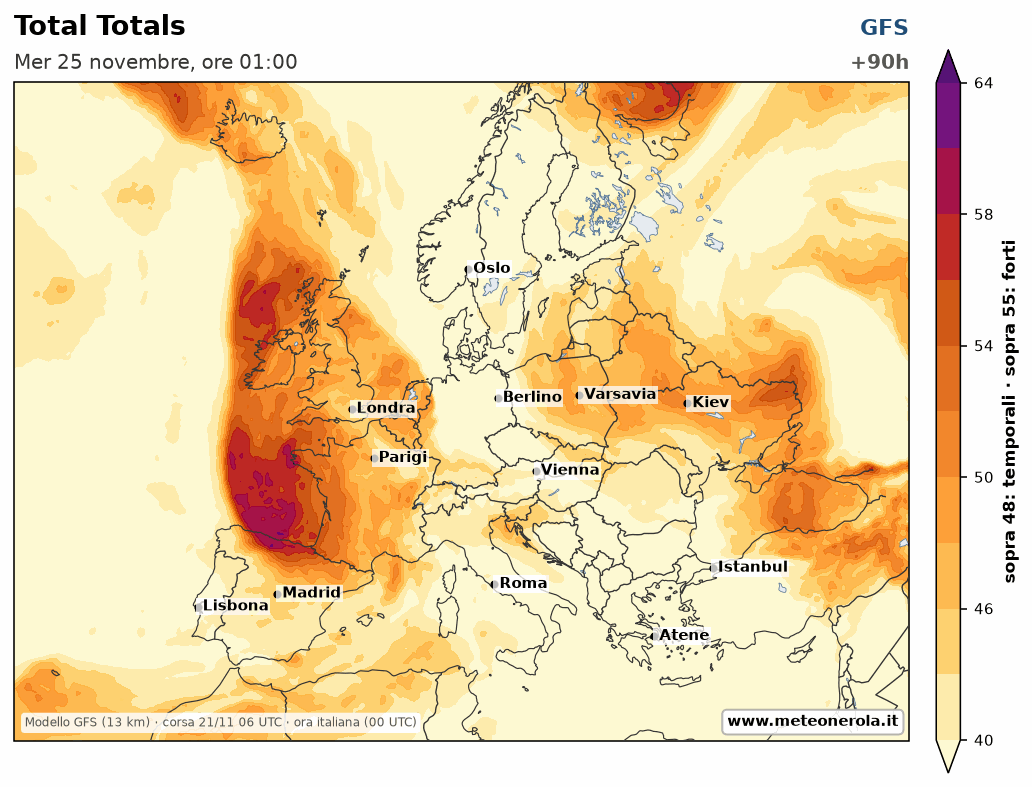 Total Totals
GFS
Mer 25 novembre, ore 01:00
+90h
64
58
54
50
46
40
sopra 48: temporali · sopra 55: forti
Oslo
Berlino
Varsavia
Kiev
Londra
Parigi
Vienna
Istanbul
Roma
Madrid
Lisbona
Atene
Modello GFS (13 km) · corsa 21/11 06 UTC · ora italiana (00 UTC)
www.meteonerola.it